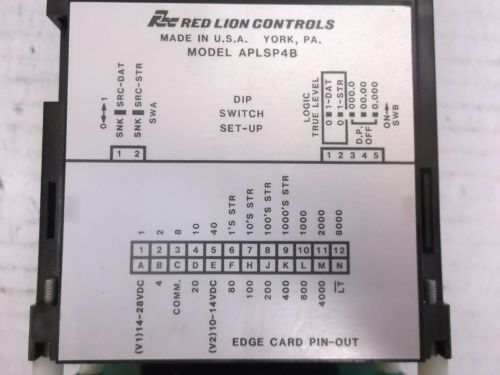 RED LION CONTROLS
MADE IN U.S.A. YORK, PA.
MODEL APLSP4B
0 ↔ 1
SNK ■ SRC-DAT
SNK ■ SRC-STR
SWA
1 2
DIP
SWITCH
SET-UP
LOGIC
TRUE LEVEL
0 1-DAT
0 1-STR
000.0
00.00
0.000
D.P.
OFF
ON→
SWB
1 2 3 4 5
1 2 8 10 40 1'S STR 10'S STR 100'S STR 1000'S STR 1000 2000 8000
1 2 3 4 5 6 7 8 9 10 11 12
A B C D E F H J K L M N
(V1)14-28VDC 4 COMM. 20 (V2)10-14VDC 80 100 200 400 800 4000 LT
EDGE CARD PIN-OUT